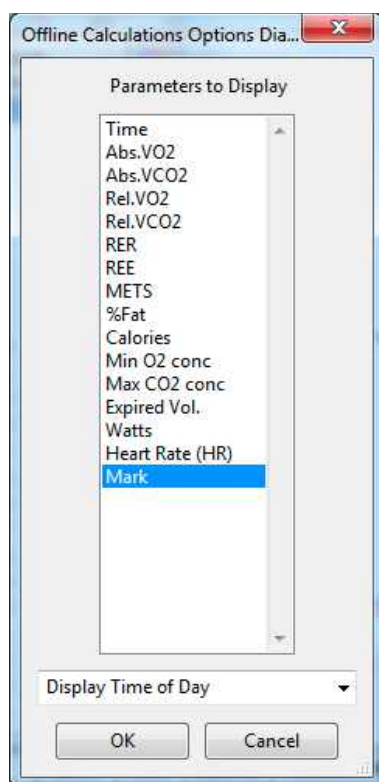 Offline Calculations Options Dia...
Parameters to Display
Time
Abs.VO2
Abs.VCO2
Rel.VO2
Rel.VCO2
RER
REE
METS
%Fat
Calories
Min O2 conc
Max CO2 conc
Expired Vol.
Watts
Heart Rate (HR)
Mark
Display Time of Day
OK Cancel